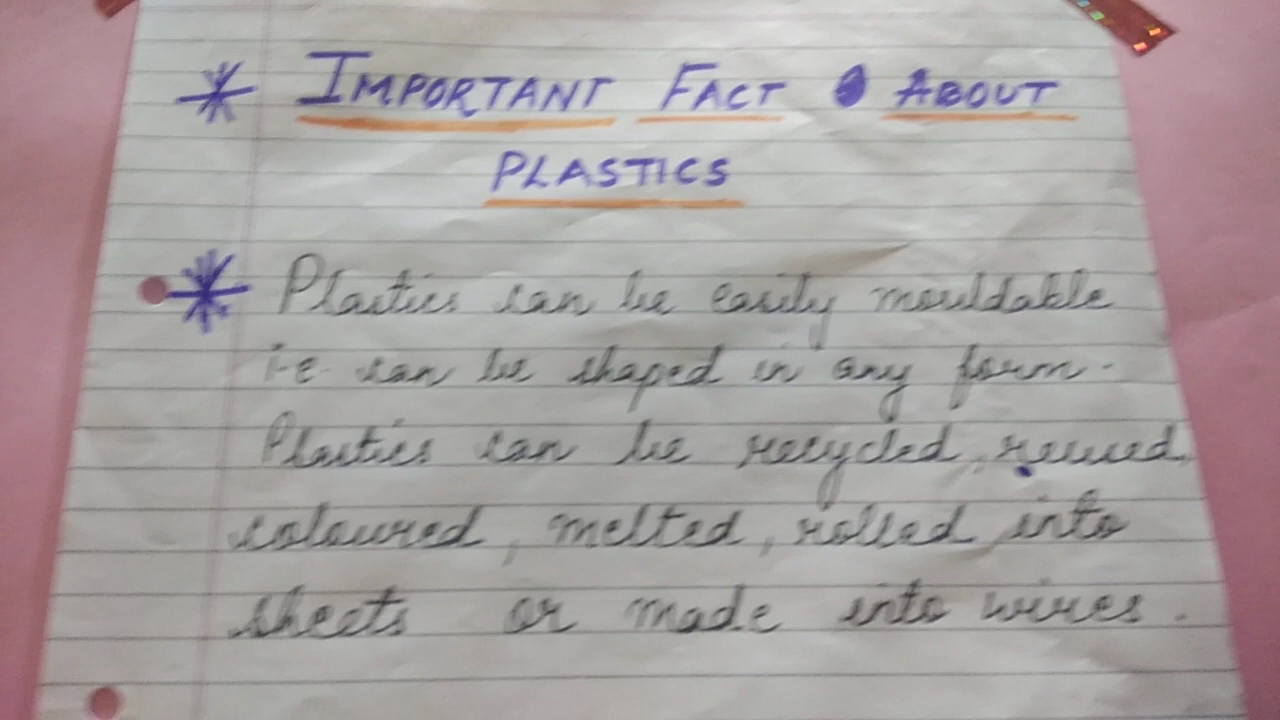 * IMPORTANT FACT ABOUT
PLASTICS
* Plastics can be easily mouldable
i.e. can be shaped in any form.
Plastics can be recycled, reused,
coloured, melted, rolled into
sheets or made into wires.